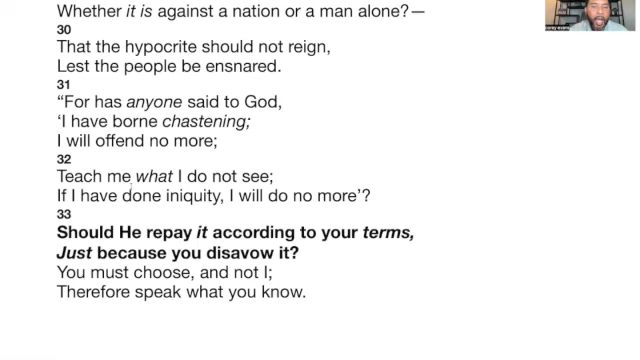 Whether it is against a nation or a man alone?—
30
That the hypocrite should not reign,
Lest the people be ensnared.
31
“For has anyone said to God,
‘I have borne chastening;
I will offend no more;
32
Teach me what I do not see;
If I have done iniquity, I will do no more’?
33
Should He repay it according to your terms,
Just because you disavow it?
You must choose, and not I;
Therefore speak what you know.